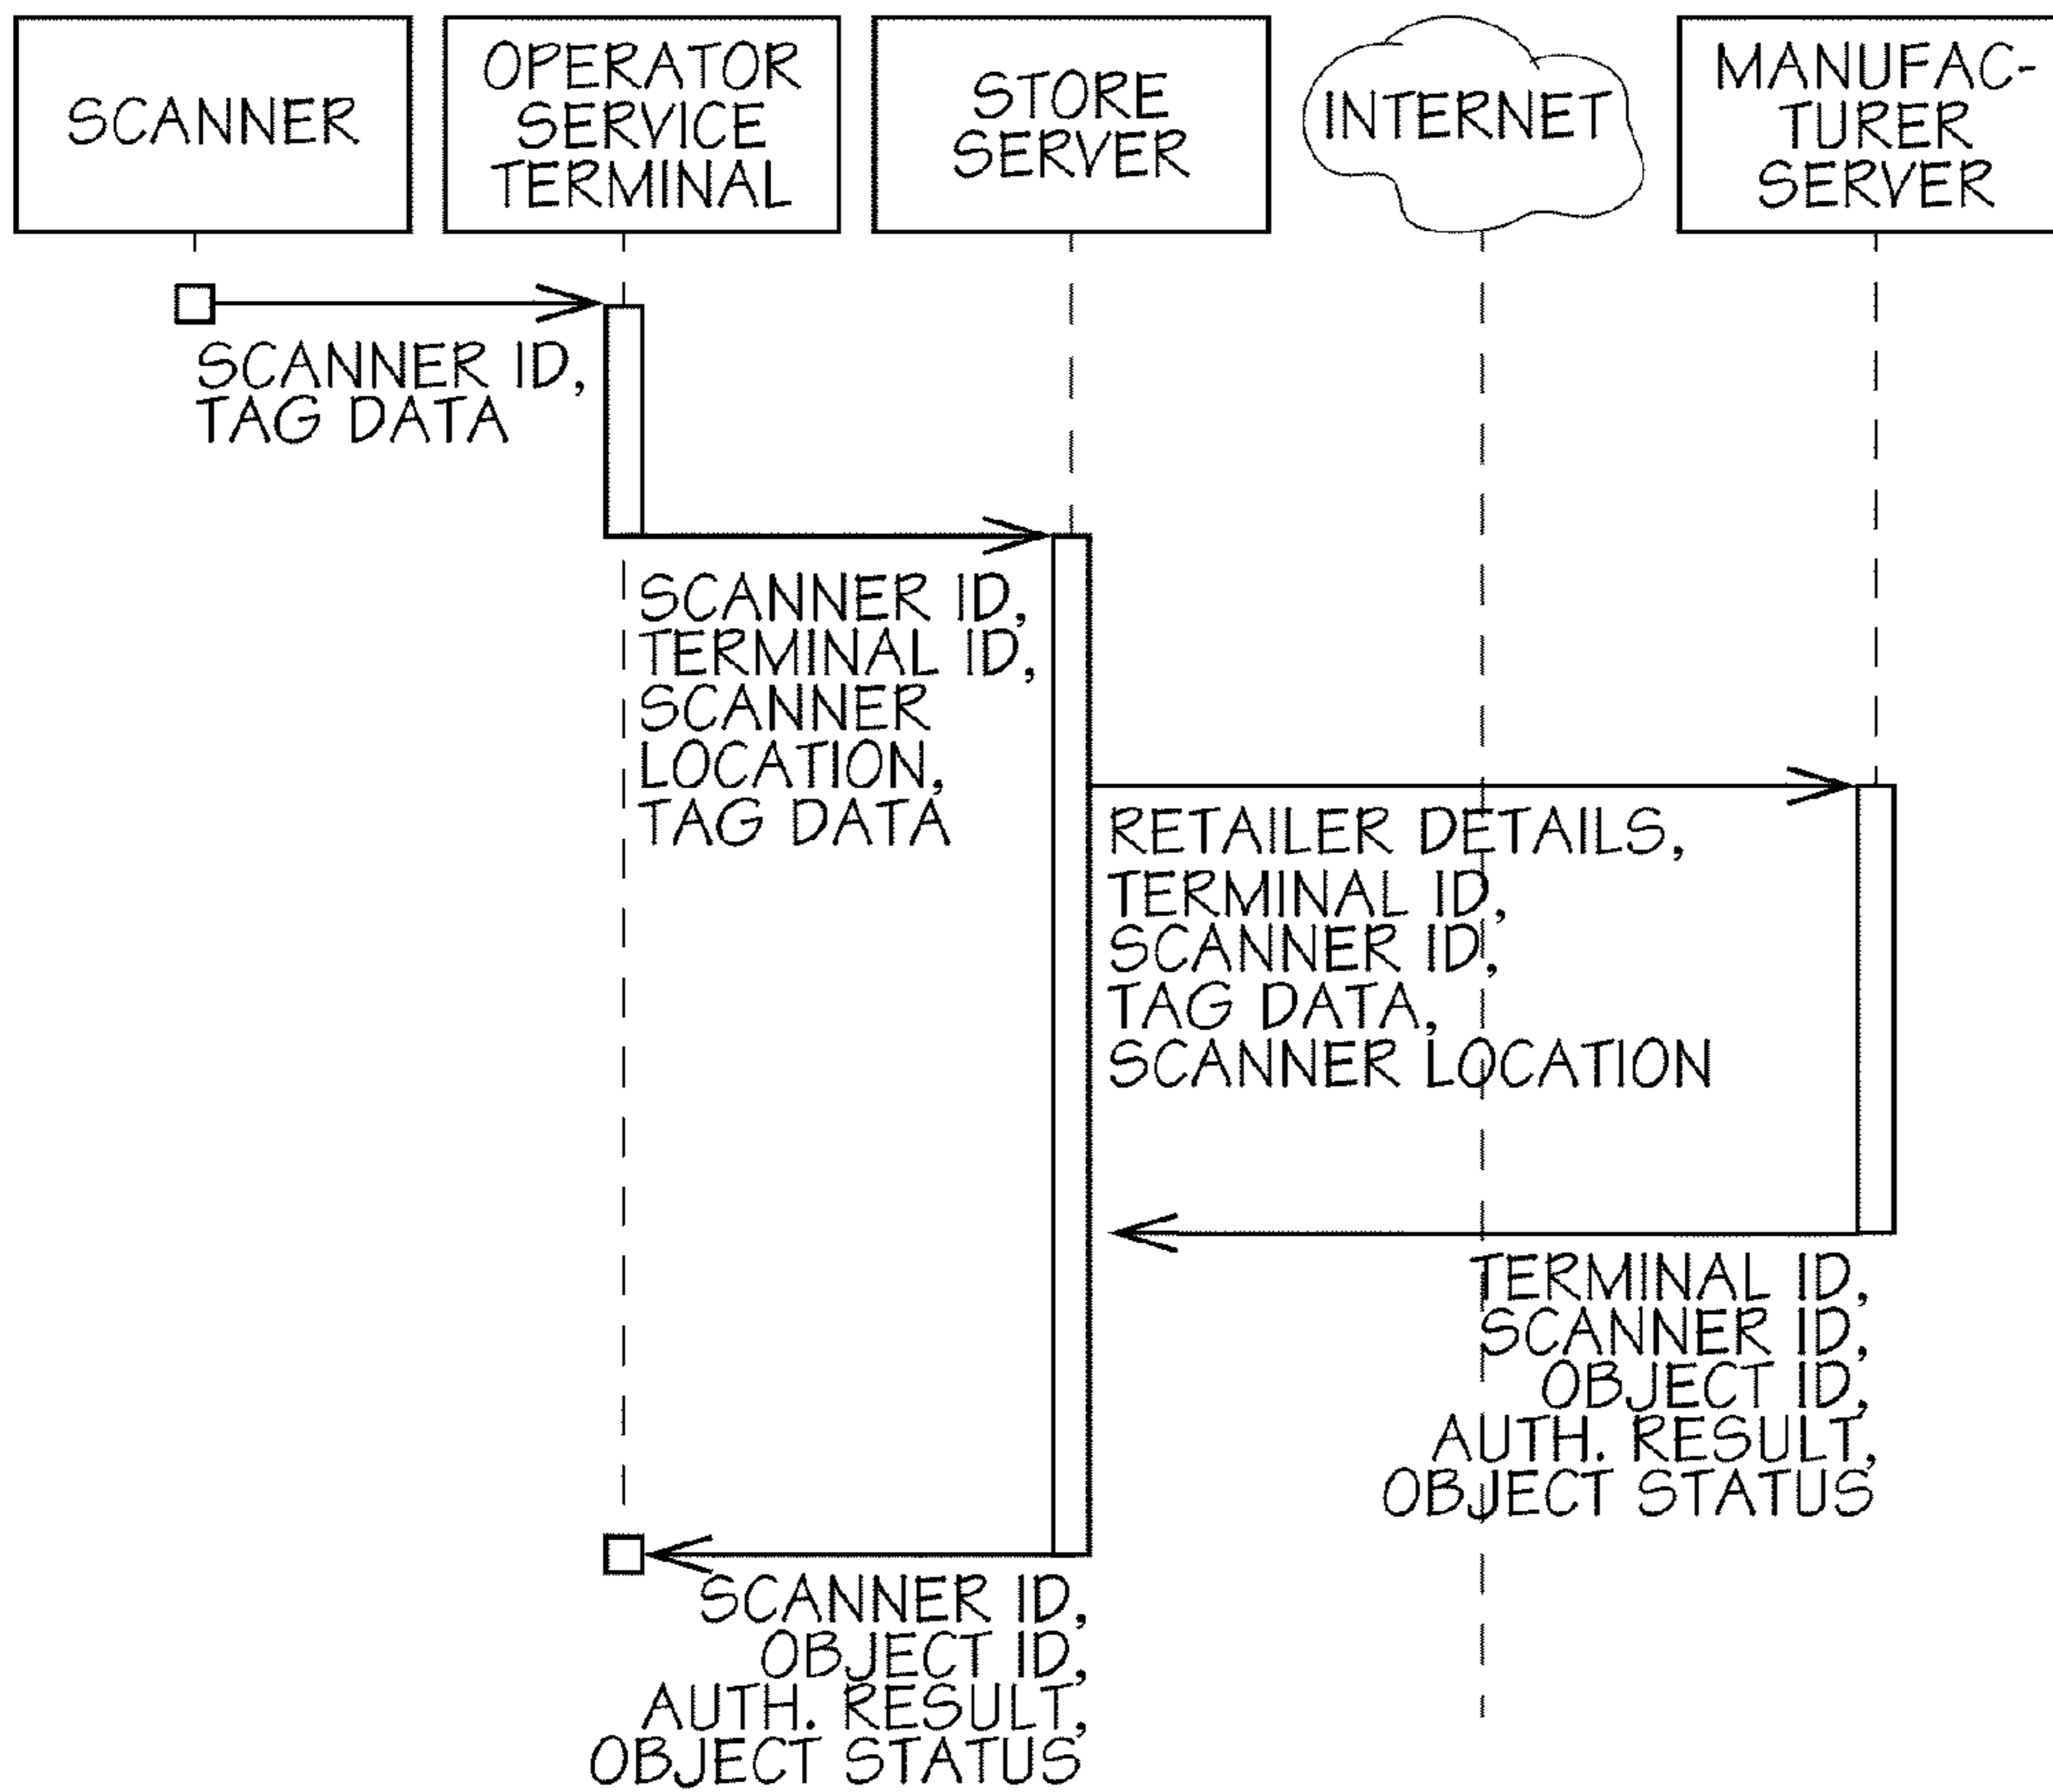 SCANNER
OPERATOR
SERVICE
TERMINAL
STORE
SERVER
INTERNET
MANUFAC-
TURER
SERVER
SCANNER ID,
TAG DATA
SCANNER ID,
TERMINAL ID,
SCANNER
LOCATION,
TAG DATA
RETAILER DETAILS,
TERMINAL ID,
SCANNER ID,
TAG DATA,
SCANNER LOCATION
TERMINAL ID,
SCANNER ID,
OBJECT ID,
AUTH. RESULT,
OBJECT STATUS
SCANNER ID,
OBJECT ID,
AUTH. RESULT,
OBJECT STATUS